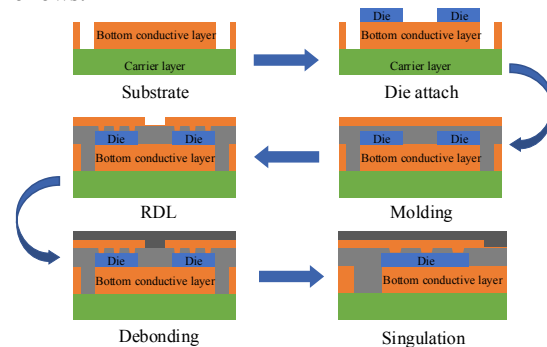 Die Die
Bottom conductive layer Bottom conductive layer
Carrier layer Carrier layer
Substrate Die attach
Die Die Die Die
Bottom conductive layer Bottom conductive layer
RDL Molding
Die Die Die
Bottom conductive layer Bottom conductive layer
Debonding Singulation